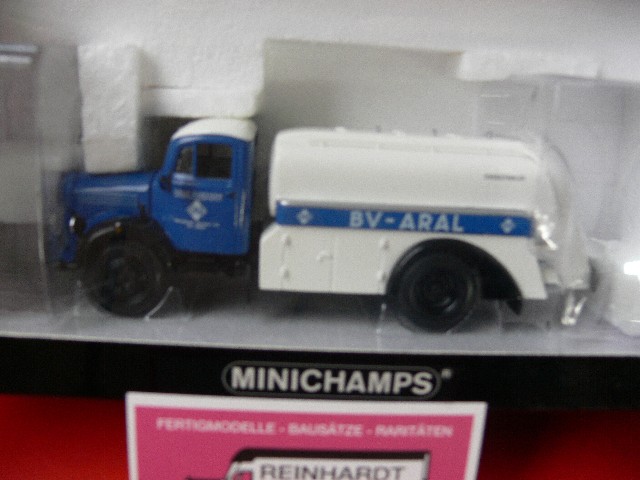 BV-ARAL
MINICHAMPS®
FERTIGMODELLE - BAUSÄTZE - RARITÄTEN
REINHARDT